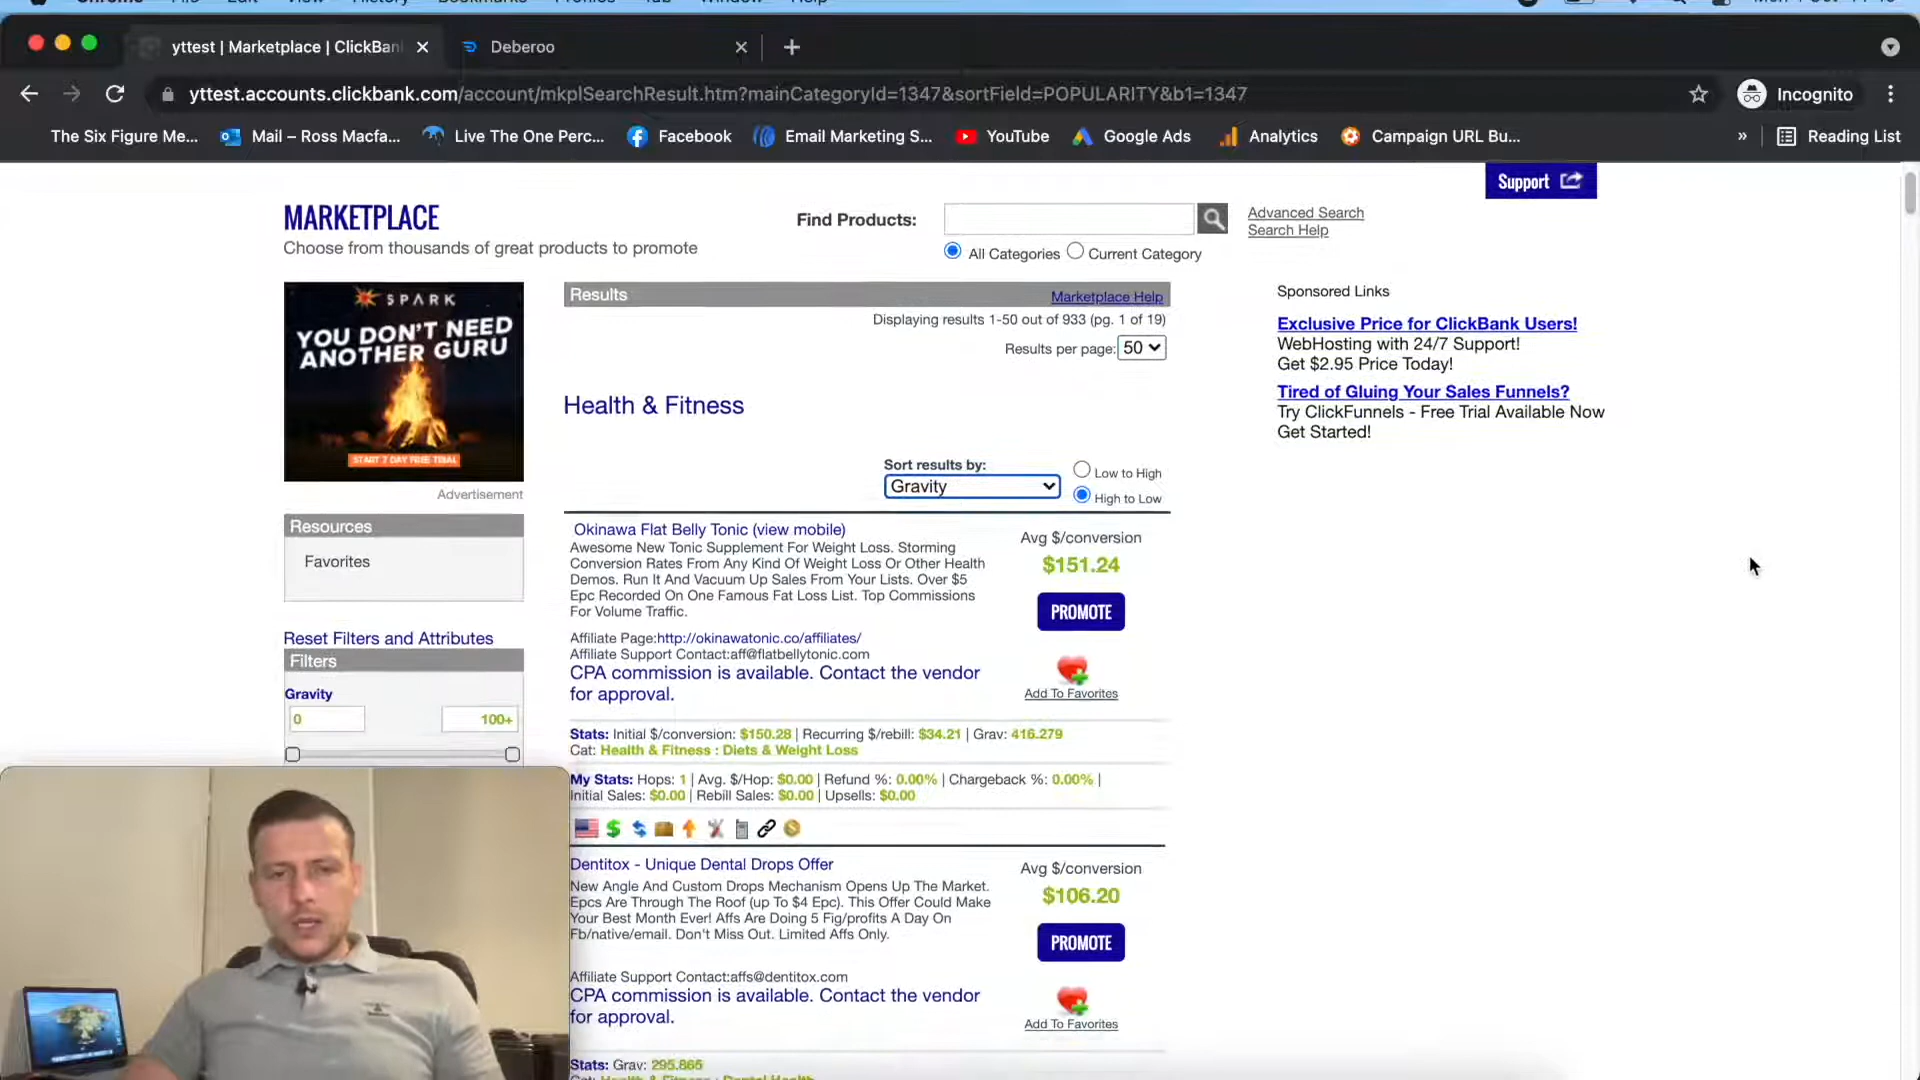 yttest | Marketplace | ClickBan
Deberoo
yttest.accounts.clickbank.com/account/mkplSearchResult.htm?mainCategoryId=1347&sortField=POPULARITY&b1=1347
Incognito
The Six Figure Me...
Mail – Ross Macfa...
Live The One Perc...
Facebook
Email Marketing S...
YouTube
Google Ads
Analytics
Campaign URL Bu...
»
Reading List
Support
MARKETPLACE
Choose from thousands of great products to promote
Find Products:
Advanced Search
Search Help
All Categories
Current Category
SPARK
YOU DON'T NEED
ANOTHER GURU
START 7 DAY FREE TRIAL
Advertisement
Resources
Favorites
Reset Filters and Attributes
Filters
Gravity
0
100+
Results
Marketplace Help
Displaying results 1-50 out of 933 (pg. 1 of 19)
Results per page: 50
Health & Fitness
Sort results by:
Gravity
Low to High
High to Low
Okinawa Flat Belly Tonic (view mobile)
Awesome New Tonic Supplement For Weight Loss. Storming
Conversion Rates From Any Kind Of Weight Loss Or Other Health
Demos. Run It And Vacuum Up Sales From Your Lists. Over $5
Epc Recorded On One Famous Fat Loss List. Top Commissions
For Volume Traffic.
Affiliate Page:http://okinawatonic.co/affiliates/
Affiliate Support Contact:aff@flatbellytonic.com
CPA commission is available. Contact the vendor
for approval.
Avg $/conversion
$151.24
PROMOTE
Add To Favorites
Stats: Initial $/conversion: $150.28 | Recurring $/rebill: $34.21 | Grav: 416.279
Cat: Health & Fitness : Diets & Weight Loss
My Stats: Hops: 1 | Avg. $/Hop: $0.00 | Refund %: 0.00% | Chargeback %: 0.00% |
Initial Sales: $0.00 | Rebill Sales: $0.00 | Upsells: $0.00
Dentitox - Unique Dental Drops Offer
New Angle And Custom Drops Mechanism Opens Up The Market.
Epcs Are Through The Roof (up To $4 Epc). This Offer Could Make
Your Best Month Ever! Affs Are Doing 5 Fig/profits A Day On
Fb/native/email. Don't Miss Out. Limited Affs Only.
Affiliate Support Contact:affs@dentitox.com
CPA commission is available. Contact the vendor
for approval.
Avg $/conversion
$106.20
PROMOTE
Add To Favorites
Stats: Grav: 295.865
Sponsored Links
Exclusive Price for ClickBank Users!
WebHosting with 24/7 Support!
Get $2.95 Price Today!
Tired of Gluing Your Sales Funnels?
Try ClickFunnels - Free Trial Available Now
Get Started!